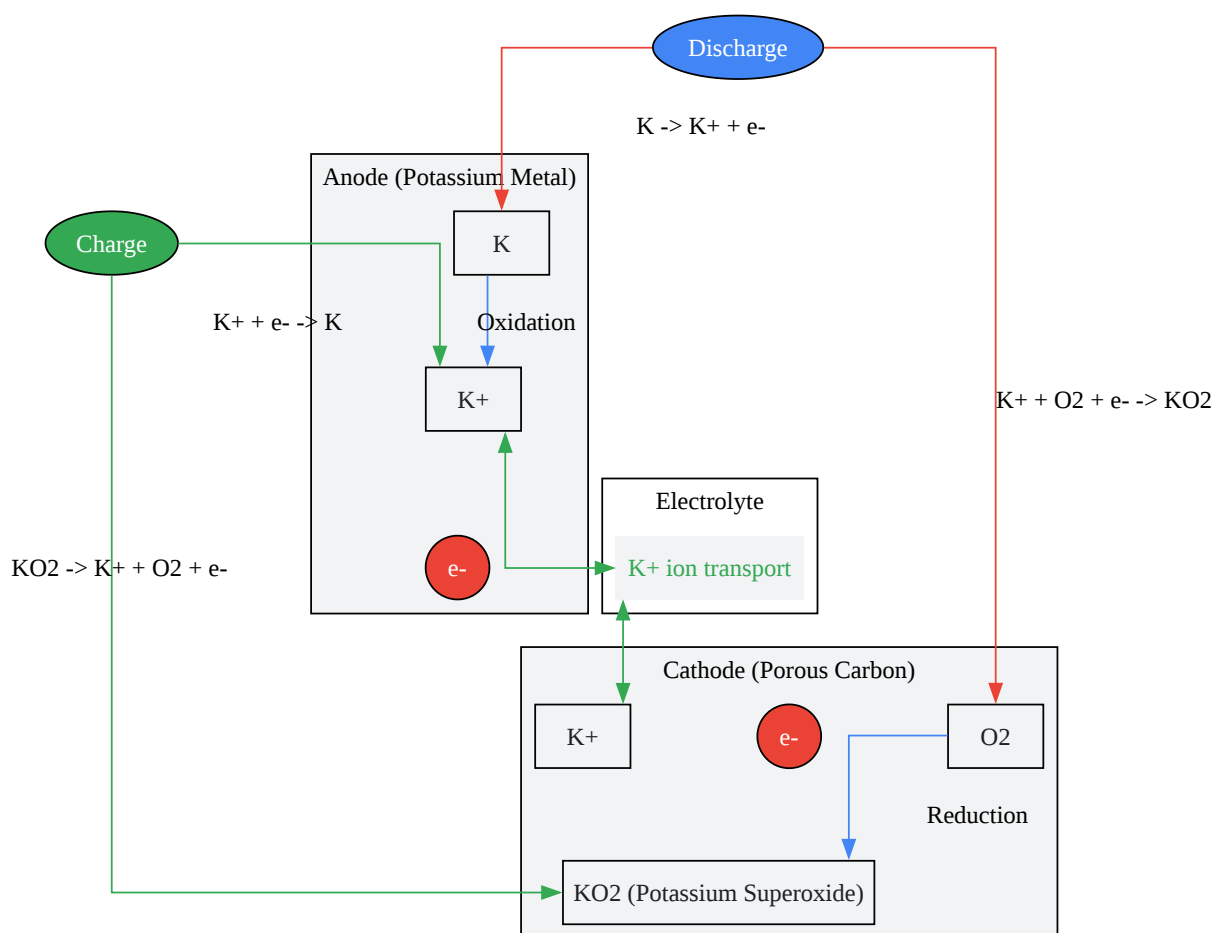 Discharge
K -> K+ + e-
Anode (Potassium Metal)
K
Charge
K+ + e- -> K
Oxidation
K+
K+ + O2 + e- -> KO2
Electrolyte
KO2 -> K+ + O2 + e-
e-
K+ ion transport
Cathode (Porous Carbon)
K+
e-
O2
Reduction
KO2 (Potassium Superoxide)